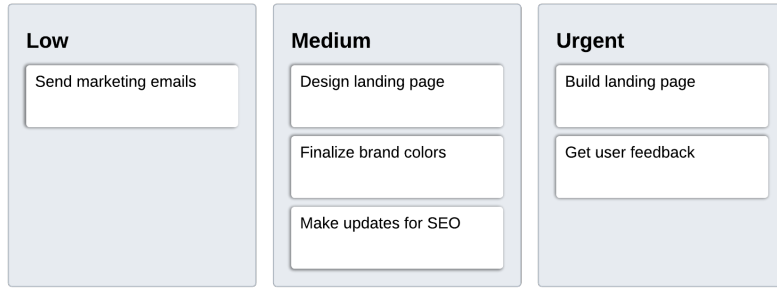 Low
Send marketing emails
Medium
Design landing page
Finalize brand colors
Make updates for SEO
Urgent
Build landing page
Get user feedback